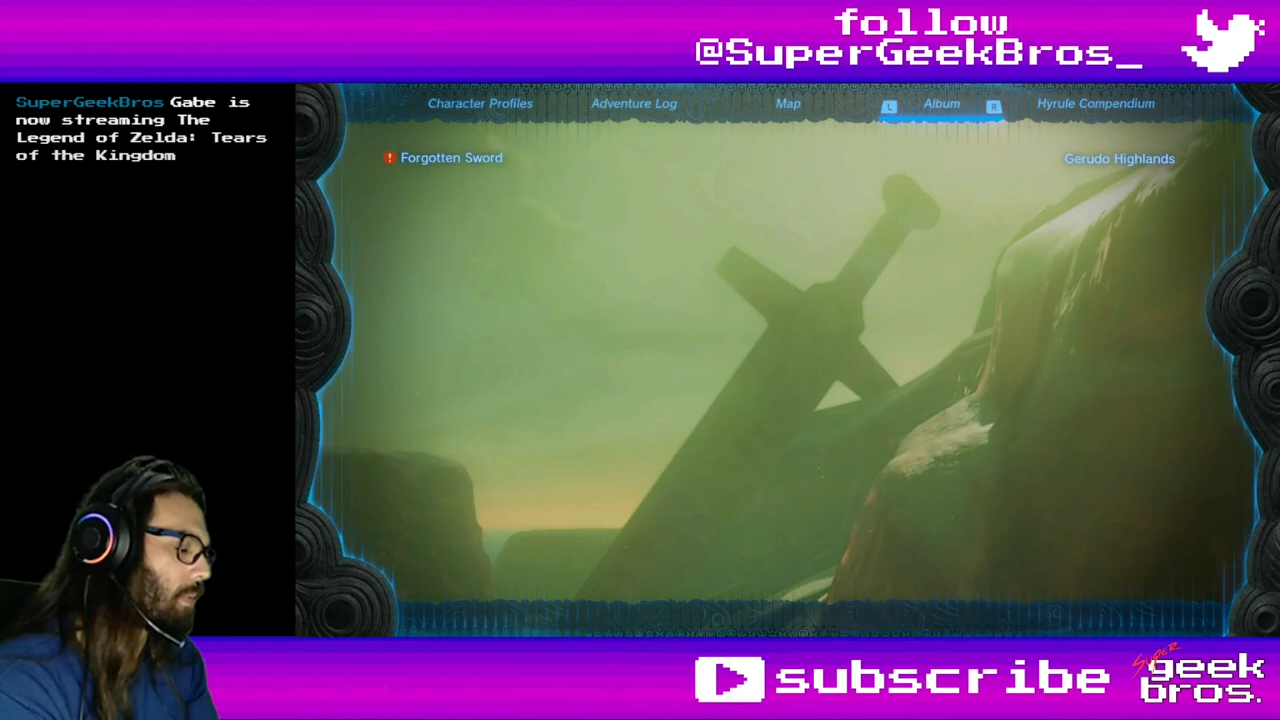 follow
@SuperGeekBros_
SuperGeekBros Gabe is
now streaming The
Legend of Zelda: Tears
of the Kingdom
Character Profiles
Adventure Log
Map
L
Album
R
Hyrule Compendium
! Forgotten Sword
Gerudo Highlands
subscribe
Super
geek
bros.